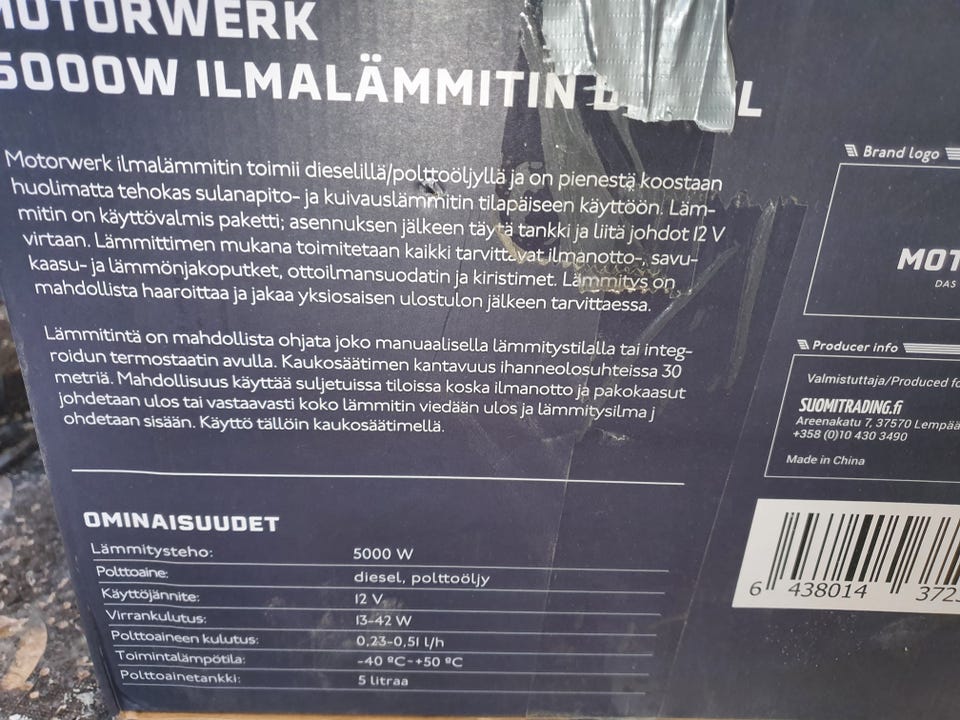 MOTORWERK
5000W ILMALÄMMITIN
Motorwerk ilmalämmitin toimii dieselillä/polttoöljyllä ja on pienestä koostaan
huolimatta tehokas sulanapito- ja kuivauslämmitin tilapäiseen käyttöön. Läm-
mitin on käyttövalmis paketti; asennuksen jälkeen täytä tankki ja liitä johdot 12 V
virtaan. Lämmittimen mukana toimitetaan kaikki tarvittavat ilmanotto-, savu-
kaasu- ja lämmönjakoputket, ottoilmansuodatin ja kiristimet. Lämmitys on
mahdollista haaroittaa ja jakaa yksiosaisen ulostulon jälkeen tarvittaessa.
Lämmitintä on mahdollista ohjata joko manuaalisella lämmitystilalla tai integ-
roidun termostaatin avulla. Kaukosäätimen kantavuus ihanneolosuhteissa 30
metriä. Mahdollisuus käyttää suljetuissa tiloissa koska ilmanotto ja pakokaasut
johdetaan ulos tai vastaavasti koko lämmitin viedään ulos ja lämmitysilma j
ohdetaan sisään. Käyttö tällöin kaukosäätimellä.
OMINAISUUDET
Lämmitysteho: 5000 W
Polttoaine: diesel, polttoöljy
Käyttöjännite: 12 V
Virrankulutus: 13-42 W
Polttoaineen kulutus: 0,23-0,51 l/h
Toimintalämpötila: -40 ºC-+50 ºC
Polttoainetankki: 5 litraa
Brand logo
MOT
DAS
Producer info
Valmistuttaja/Produced fo
SUOMITRADING.fi
Areenakatu 7, 37570 Lempää
+358 (0)10 430 3490
Made in China
6 438014 372